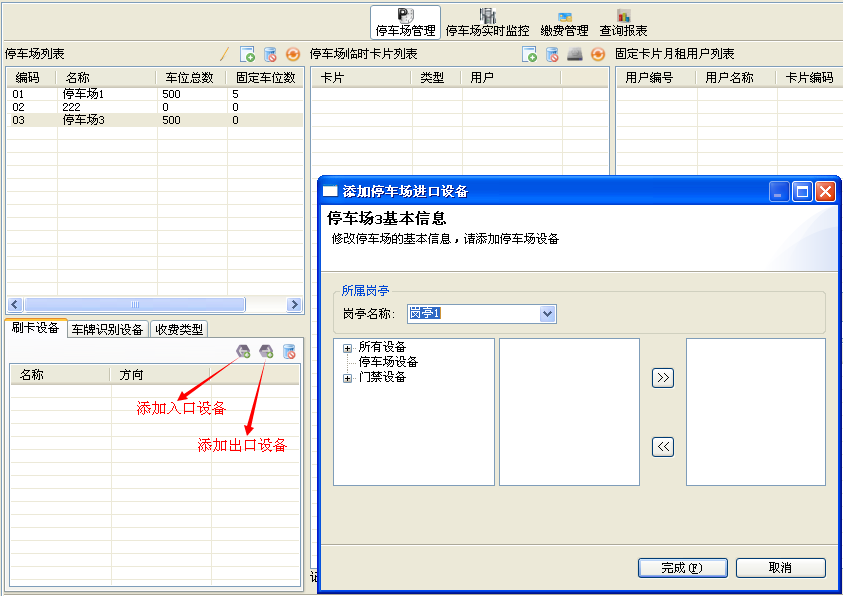 停车场管理 停车场实时监控 缴费管理 查询报表
停车场列表
编码 名称 车位总数 固定车位数
01 停车场1 500 5
02 222 0 0
03 停车场3 500 0
停车场临时卡片列表
卡片 类型 用户
固定卡片月租用户列表
用户编号 用户名称 卡片编码
刷卡设备 车牌识别设备 收费类型
名称 方向
添加入口设备
添加出口设备
添加停车场进口设备
停车场3基本信息
修改停车场的基本信息，请添加停车场设备
所属岗亭
岗亭名称: 岗亭1
所有设备
停车场设备
门禁设备
>>
<<
完成(F) 取消